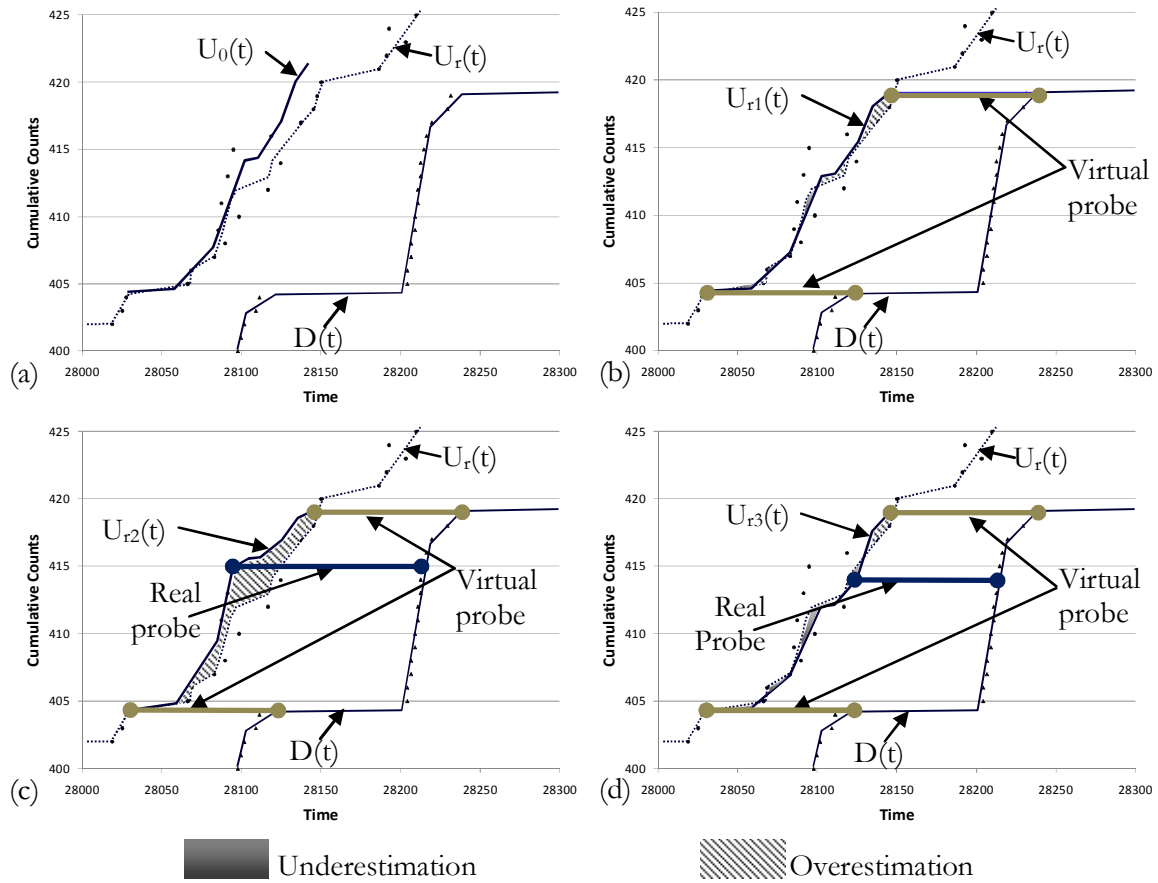 425
420
415
410
405
400
Cumulative Counts
U0(t)
Ur(t)
D(t)
28000 28050 28100 28150 28200 28250 28300
Time
(a)
425
420
415
410
405
400
Cumulative Counts
Ur1(t)
Ur(t)
Virtual
probe
D(t)
28000 28050 28100 28150 28200 28250 28300
Time
(b)
425
420
415
410
405
400
Cumulative Counts
Ur2(t)
Ur(t)
Real
probe
Virtual
probe
D(t)
28000 28050 28100 28150 28200 28250 28300
Time
(c)
425
420
415
410
405
400
Cumulative Counts
Ur3(t)
Ur(t)
Real
Probe
Virtual
probe
D(t)
28000 28050 28100 28150 28200 28250 28300
Time
(d)
Underestimation
Overestimation